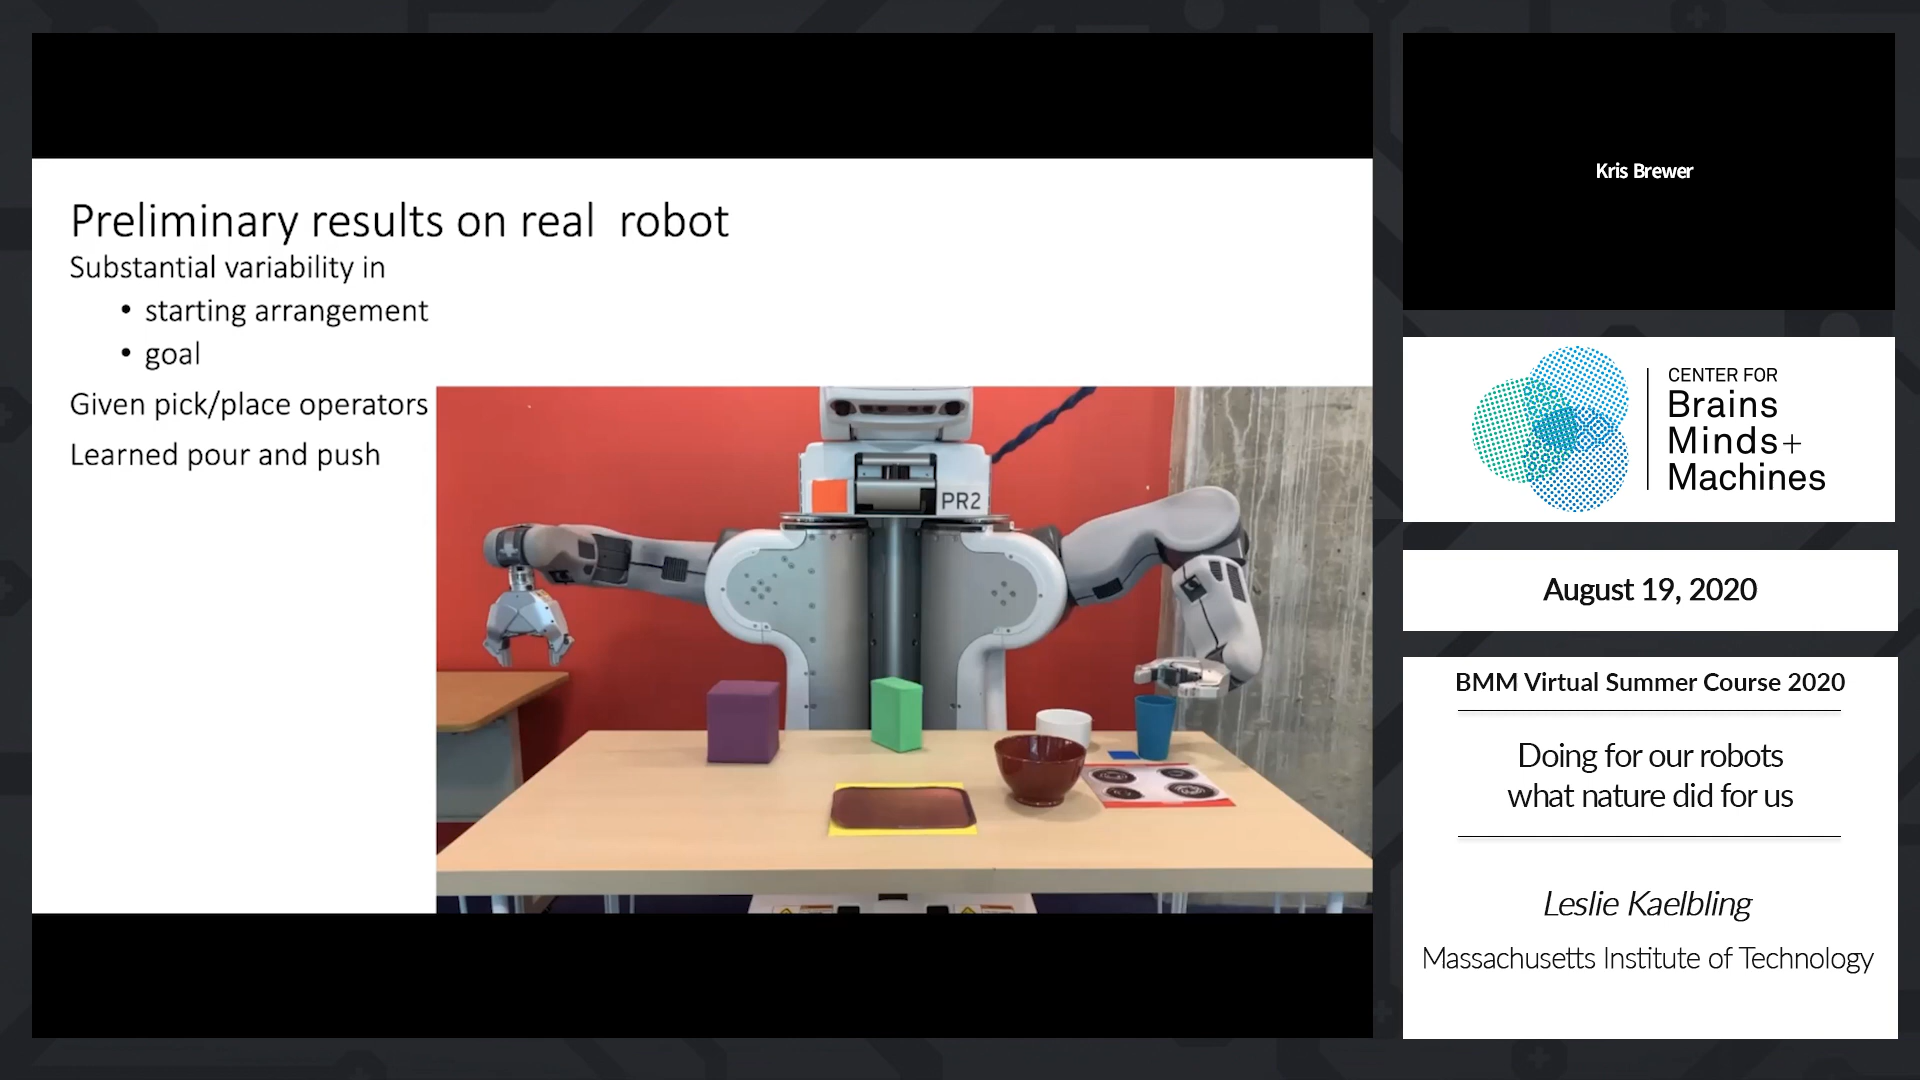 Preliminary results on real robot
Substantial variability in
• starting arrangement
• goal
Given pick/place operators
Learned pour and push
PR2
Kris Brewer
CENTER FOR
Brains
Minds+
Machines
August 19, 2020
BMM Virtual Summer Course 2020
Doing for our robots
what nature did for us
Leslie Kaelbling
Massachusetts Institute of Technology